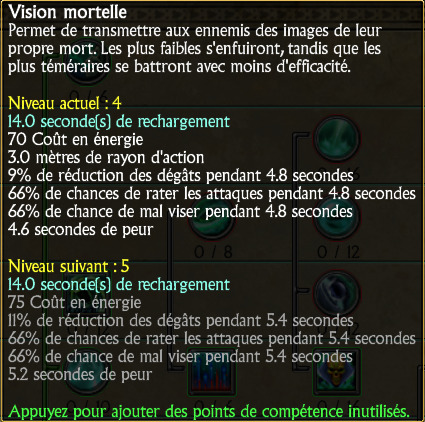 Vision mortelle
Permet de transmettre aux ennemis des images de leur
propre mort. Les plus faibles s'enfuiront, tandis que les
plus téméraires se battront avec moins d'efficacité.
Niveau actuel : 4
14.0 seconde(s) de rechargement
70 Coût en énergie
3.0 mètres de rayon d'action
9% de réduction des dégâts pendant 4.8 secondes
66% de chances de rater les attaques pendant 4.8 secondes
66% de chance de mal viser pendant 4.8 secondes
4.6 secondes de peur
0 / 8
Niveau suivant : 5
14.0 seconde(s) de rechargement
75 Coût en énergie
11% de réduction des dégâts pendant 5.4 secondes
66% de chances de rater les attaques pendant 5.4 secondes
66% de chance de mal viser pendant 5.4 secondes
5.2 secondes de peur
Appuyez pour ajouter des points de compétence inutilisés.